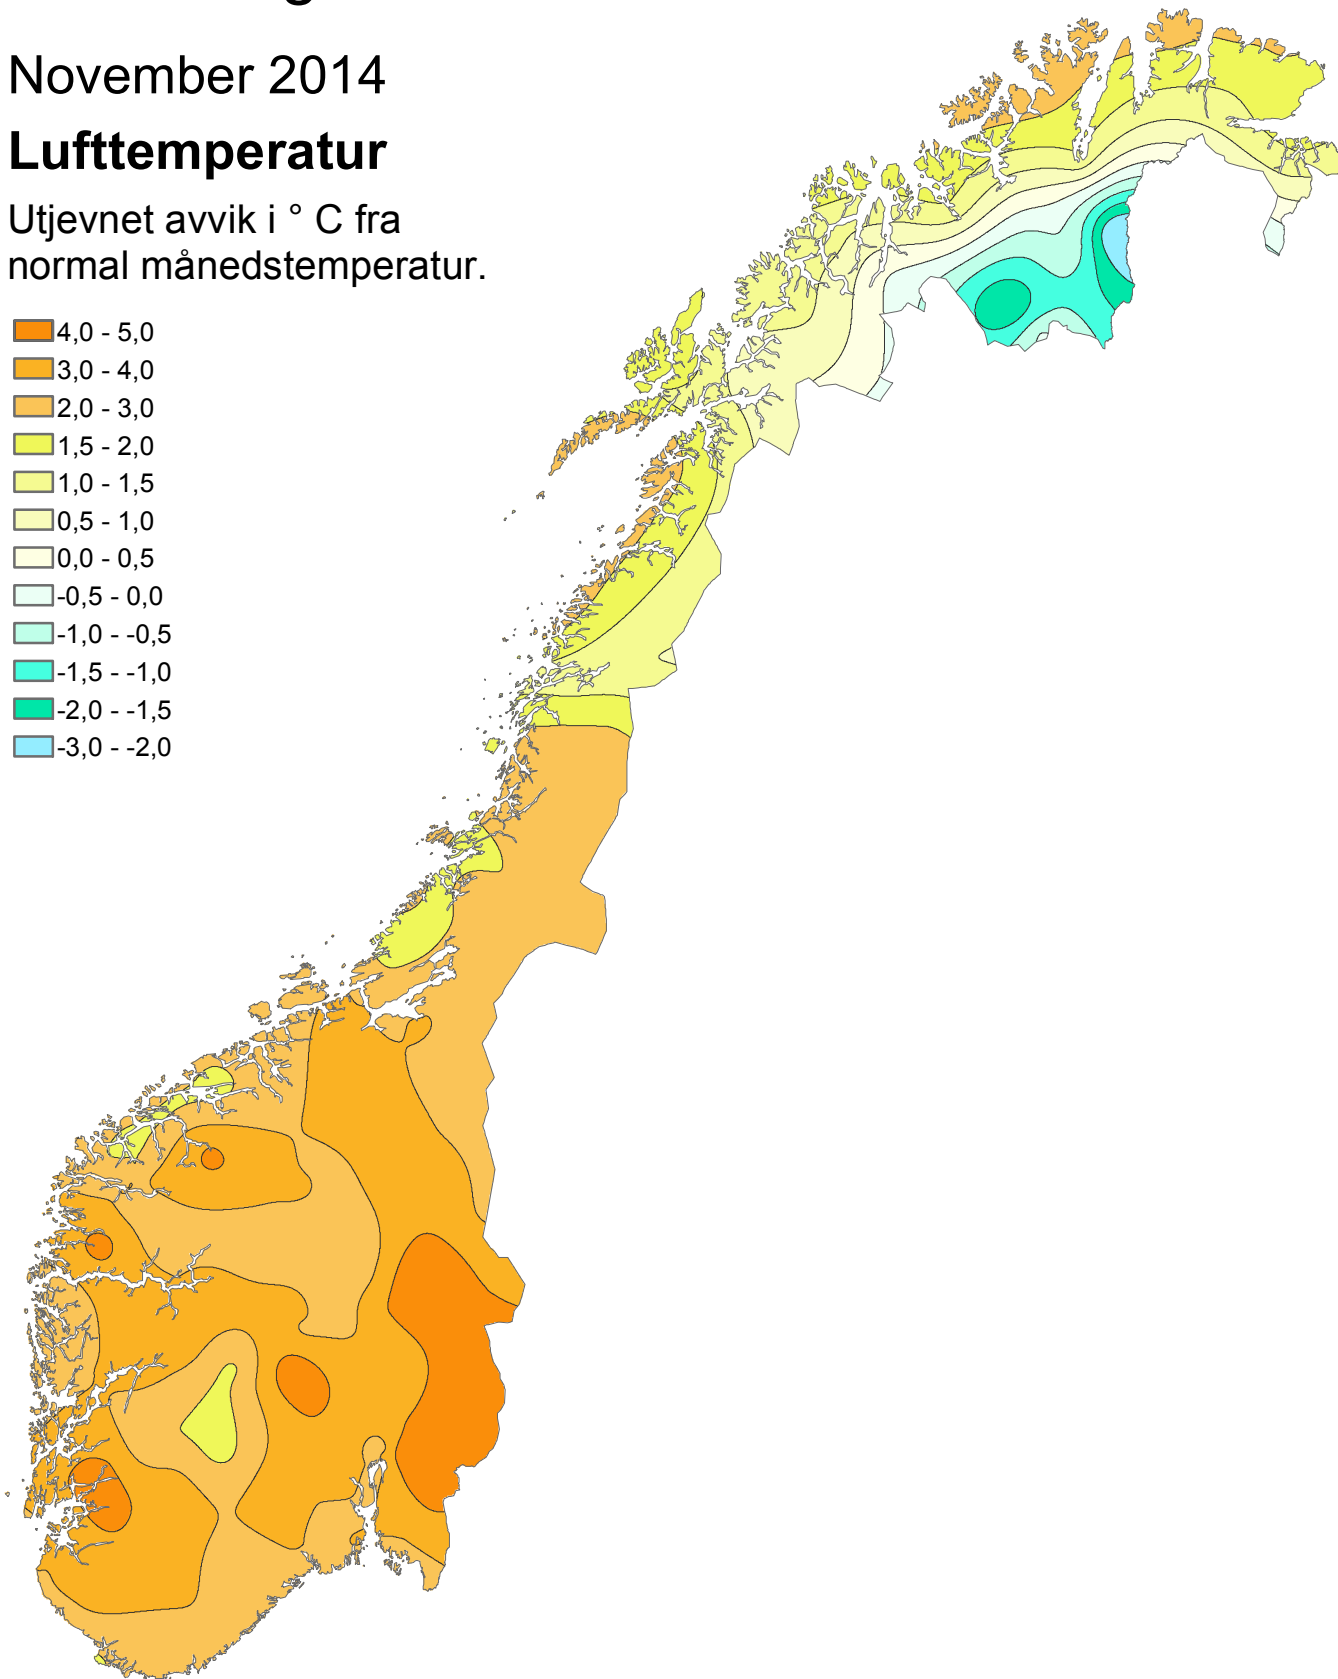 November 2014
Lufttemperatur
Utjevnet avvik i ° C fra
normal månedstemperatur.
4,0 - 5,0
3,0 - 4,0
2,0 - 3,0
1,5 - 2,0
1,0 - 1,5
0,5 - 1,0
0,0 - 0,5
-0,5 - 0,0
-1,0 - -0,5
-1,5 - -1,0
-2,0 - -1,5
-3,0 - -2,0